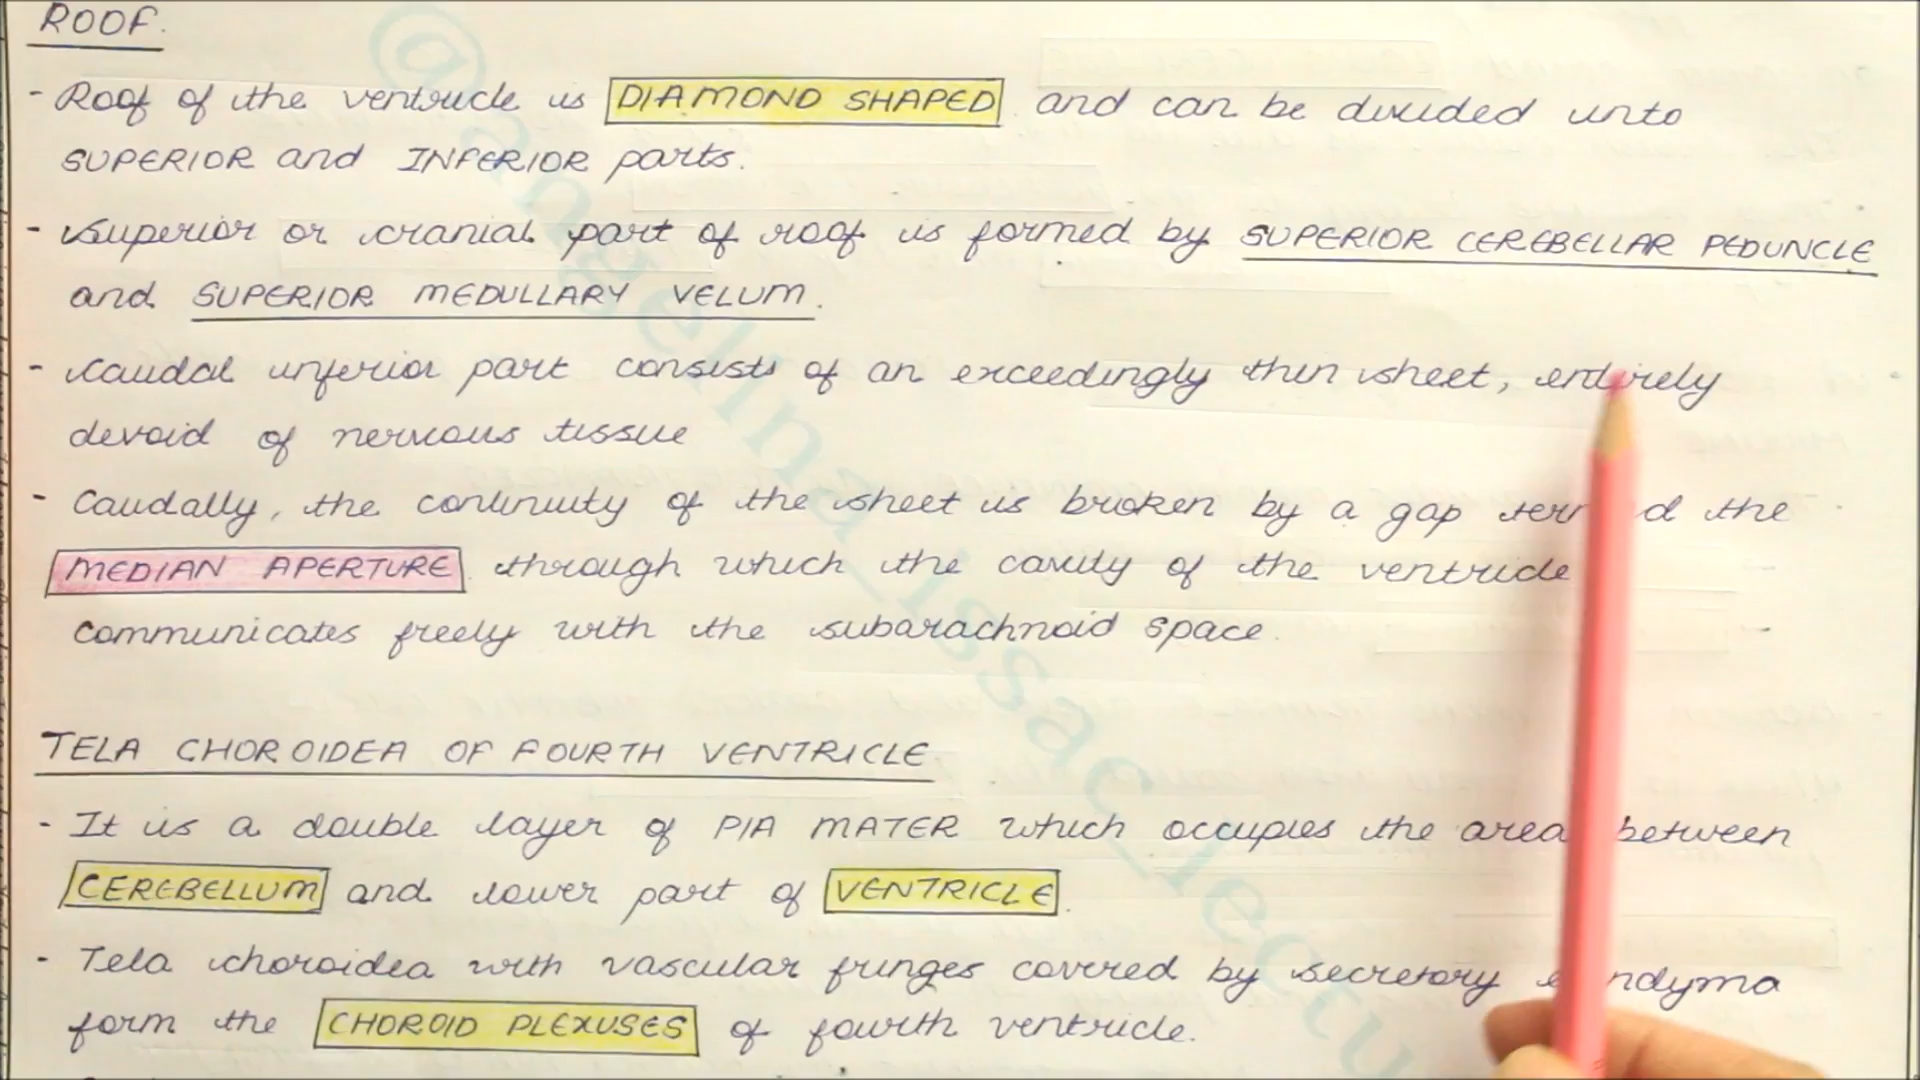 ROOF.
- Roof of the ventricle is DIAMOND SHAPED and can be divided into
SUPERIOR and INFERIOR parts.
- Superior or cranial part of roof is formed by SUPERIOR CEREBELLAR PEDUNCLE
and SUPERIOR MEDULLARY VELUM.
- Caudal inferior part consists of an exceedingly thin sheet, entirely
devoid of nervous tissue
- Caudally, the continuity of the sheet is broken by a gap the
MEDIAN APERTURE through which the cavity of the ventricle
communicates freely with the subarachnoid space.
TELA CHOROIDEA OF FOURTH VENTRICLE
- It is a double layer of PIA MATER which occupies the area between
CEREBELLUM and lower part of VENTRICLE.
- Tela choroidea with vascular fringes covered by secretory
form the CHOROID PLEXUSES of fourth ventricle.
@angelina_issac_lectu